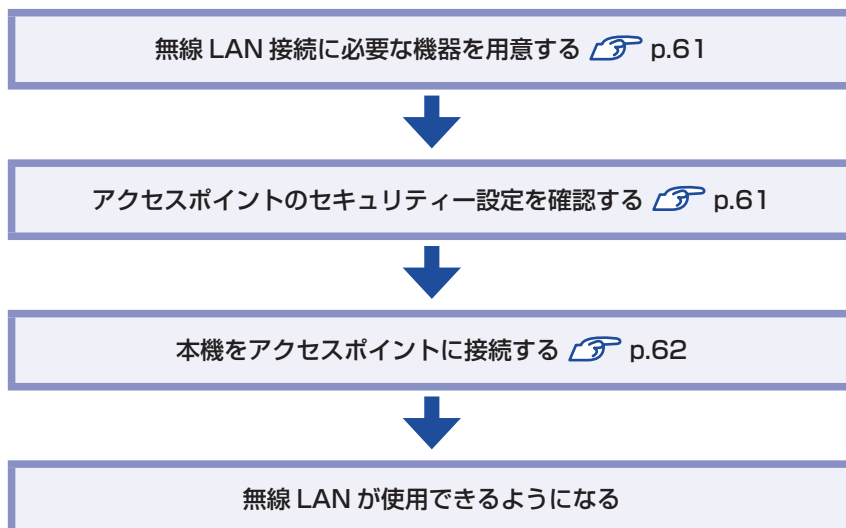 無線 LAN 接続に必要な機器を用意する p.61
アクセスポイントのセキュリティー設定を確認する p.61
本機をアクセスポイントに接続する p.62
無線 LAN が使用できるようになる